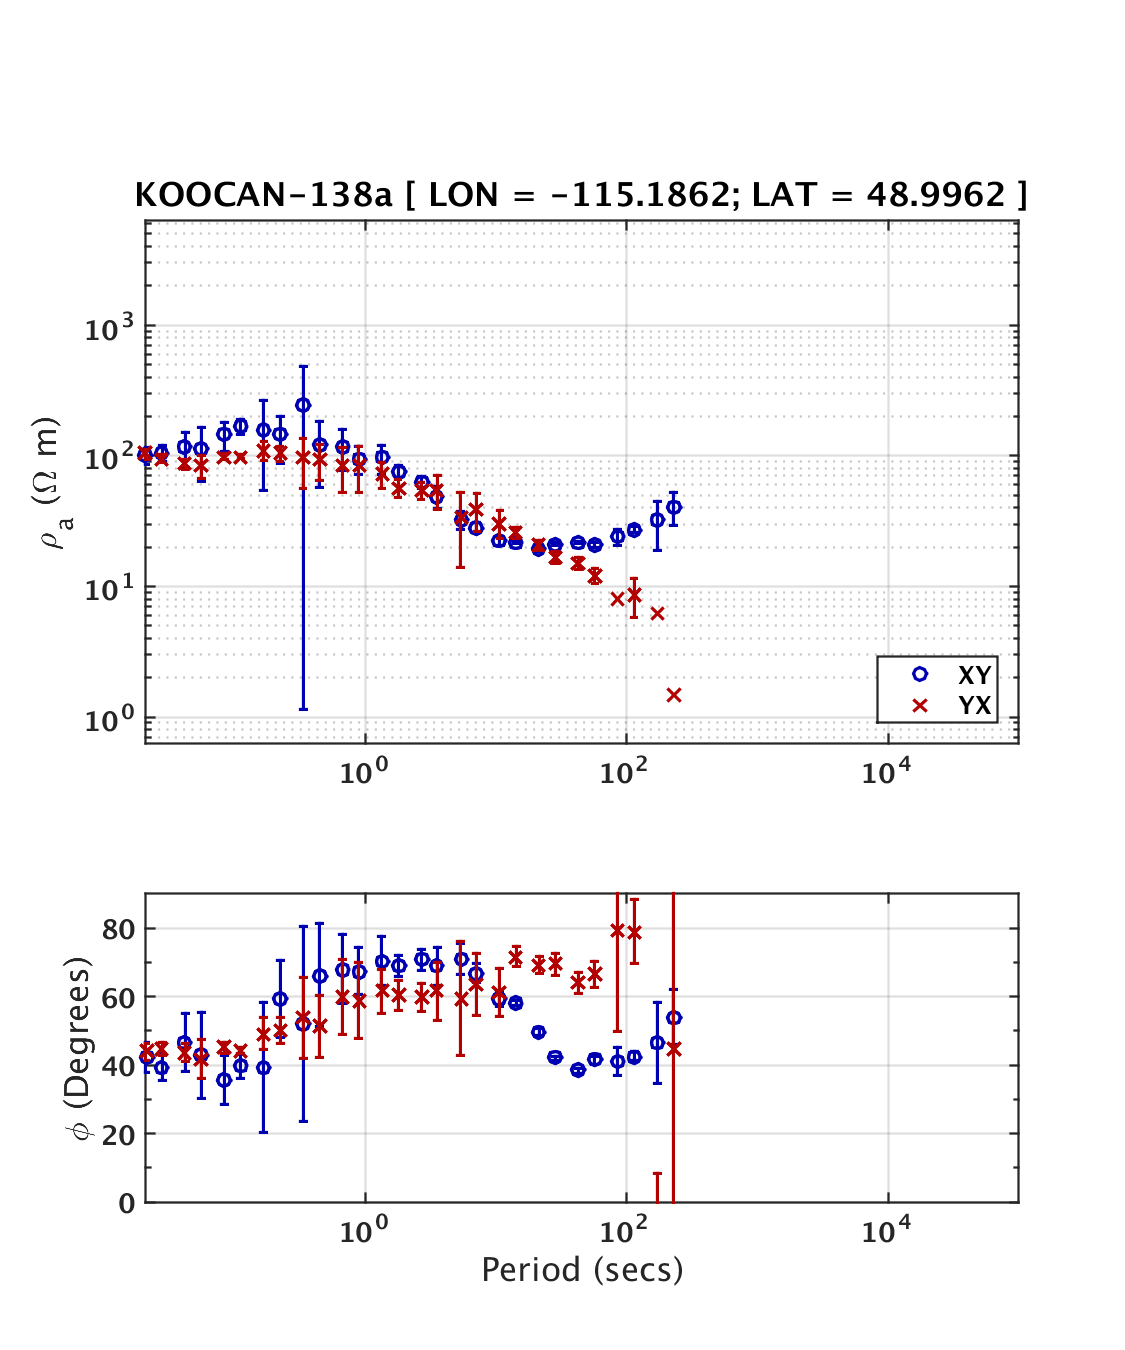 KOOCAN-138a [ LON = -115.1862; LAT = 48.9962 ]
ρa (Ω m)
10³
10²
10¹
10⁰
XY
YX
10⁰ 10² 10⁴
ϕ (Degrees)
80
60
40
20
0
10⁰ 10² 10⁴
Period (secs)